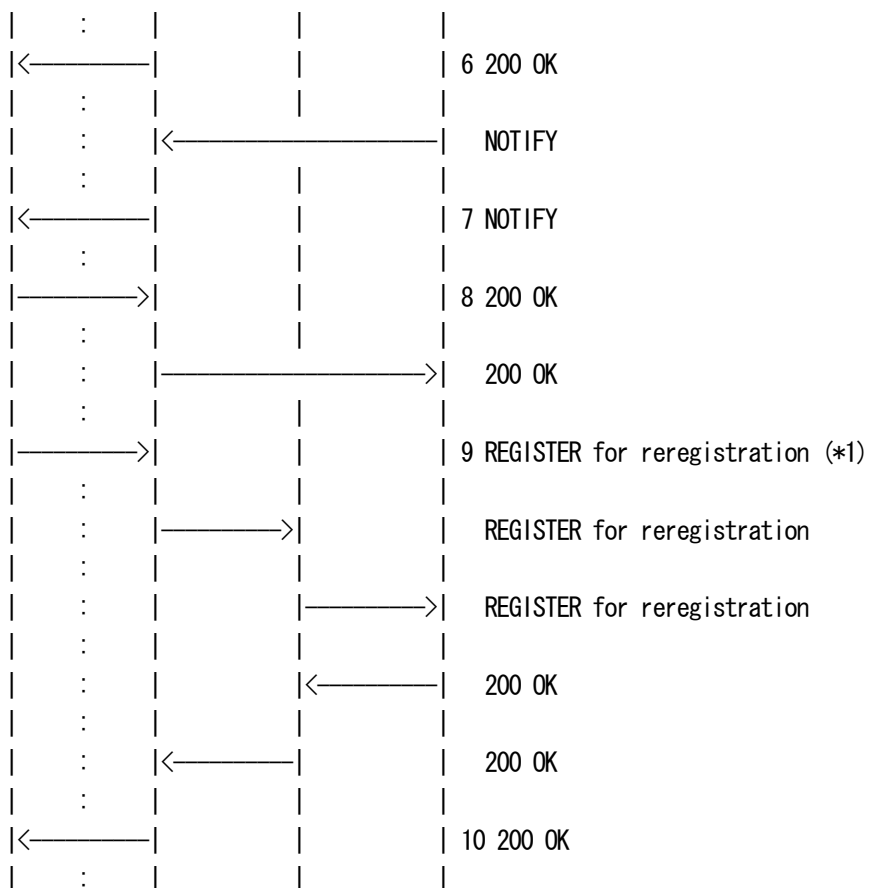 6 200 OK
NOTIFY
7 NOTIFY
8 200 OK
200 OK
9 REGISTER for reregistration (*1)
REGISTER for reregistration
REGISTER for reregistration
200 OK
200 OK
10 200 OK